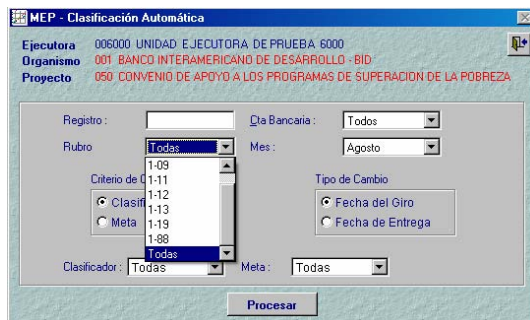 MEP - Clasificación Automática
Ejecutora 006000 UNIDAD EJECUTORA DE PRUEBA 6000
Organismo 001 BANCO INTERAMERICANO DE DESARROLLO - BID
Proyecto 050 CONVENIO DE APOYO A LOS PROGRAMAS DE SUPERACION DE LA POBREZA
Registro : Cta Bancaria : Todos
Rubro Todas Mes : Agosto
1-09
1-11
1-12
1-13
1-19
1-88
Todas
Criterio de Tipo de Cambio
Fecha del Giro
Meta Fecha de Entrega
Clasificador : Todas Meta : Todas
Procesar